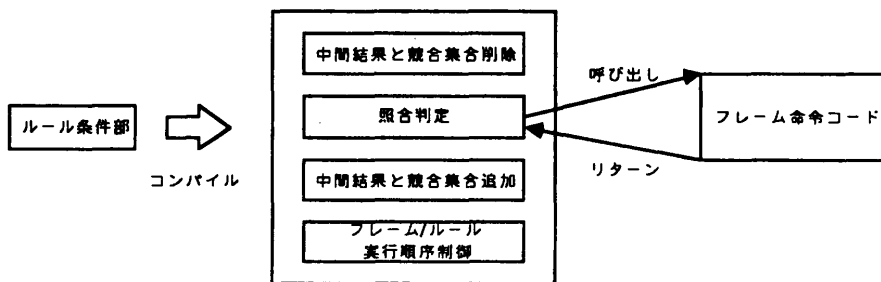 中間結果と競合集合削除
呼び出し
ルール条件部
照合判定
フレーム命令コード
コンパイル
リターン
中間結果と競合集合追加
フレーム/ルール
実行順序制御